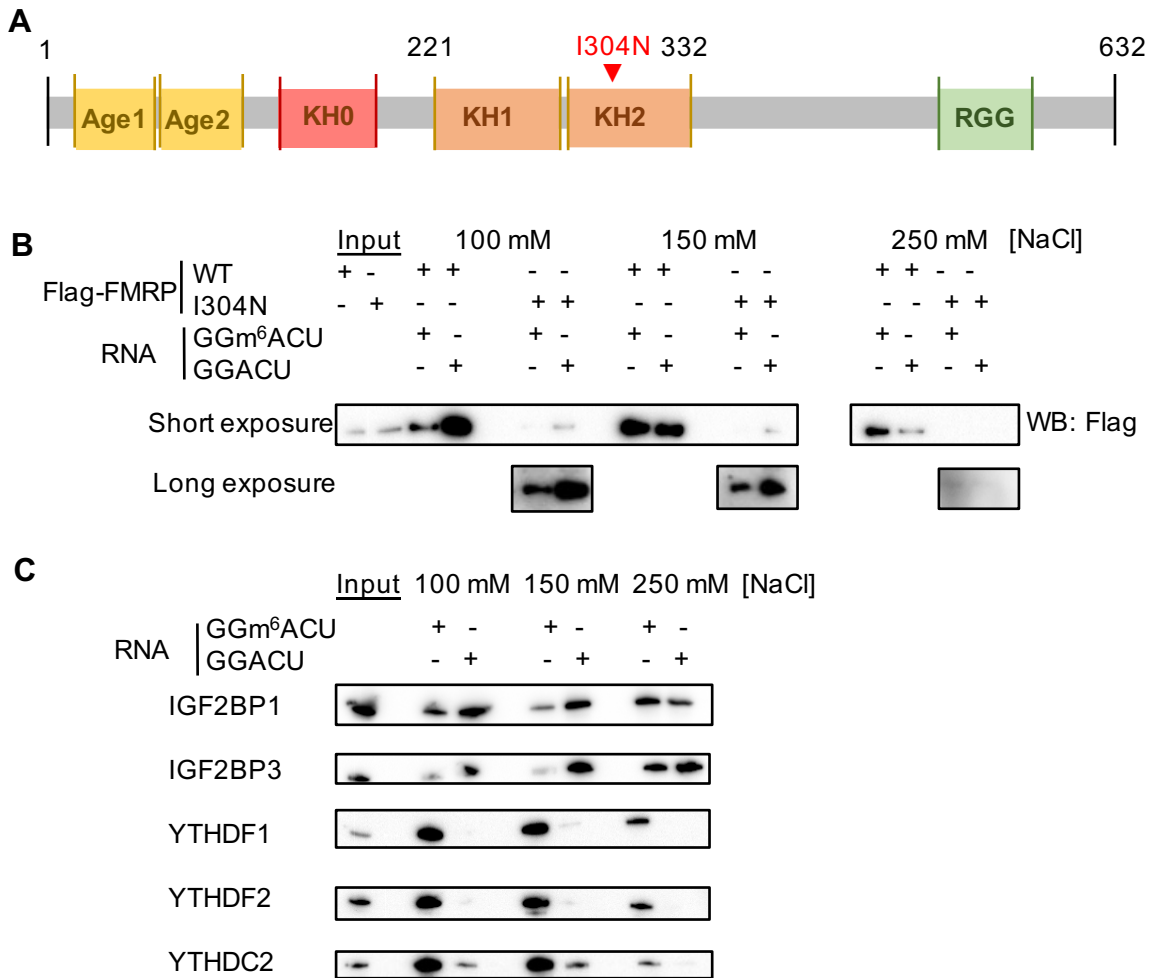 A
1 221 I304N 332 632
Age1 Age2 KH0 KH1 KH2 RGG
B
Input 100 mM 150 mM 250 mM [NaCl]
Flag-FMRP WT + - + + - - + + - - + + - -
I304N - + - - + + - - + + - - + +
RNA GGm⁶ACU + - + - + - + - + - + -
GGACU - + - + - + - + - + - +
Short exposure WB: Flag
Long exposure
C
Input 100 mM 150 mM 250 mM [NaCl]
RNA GGm⁶ACU + - + - + -
GGACU - + - + - +
IGF2BP1
IGF2BP3
YTHDF1
YTHDF2
YTHDC2